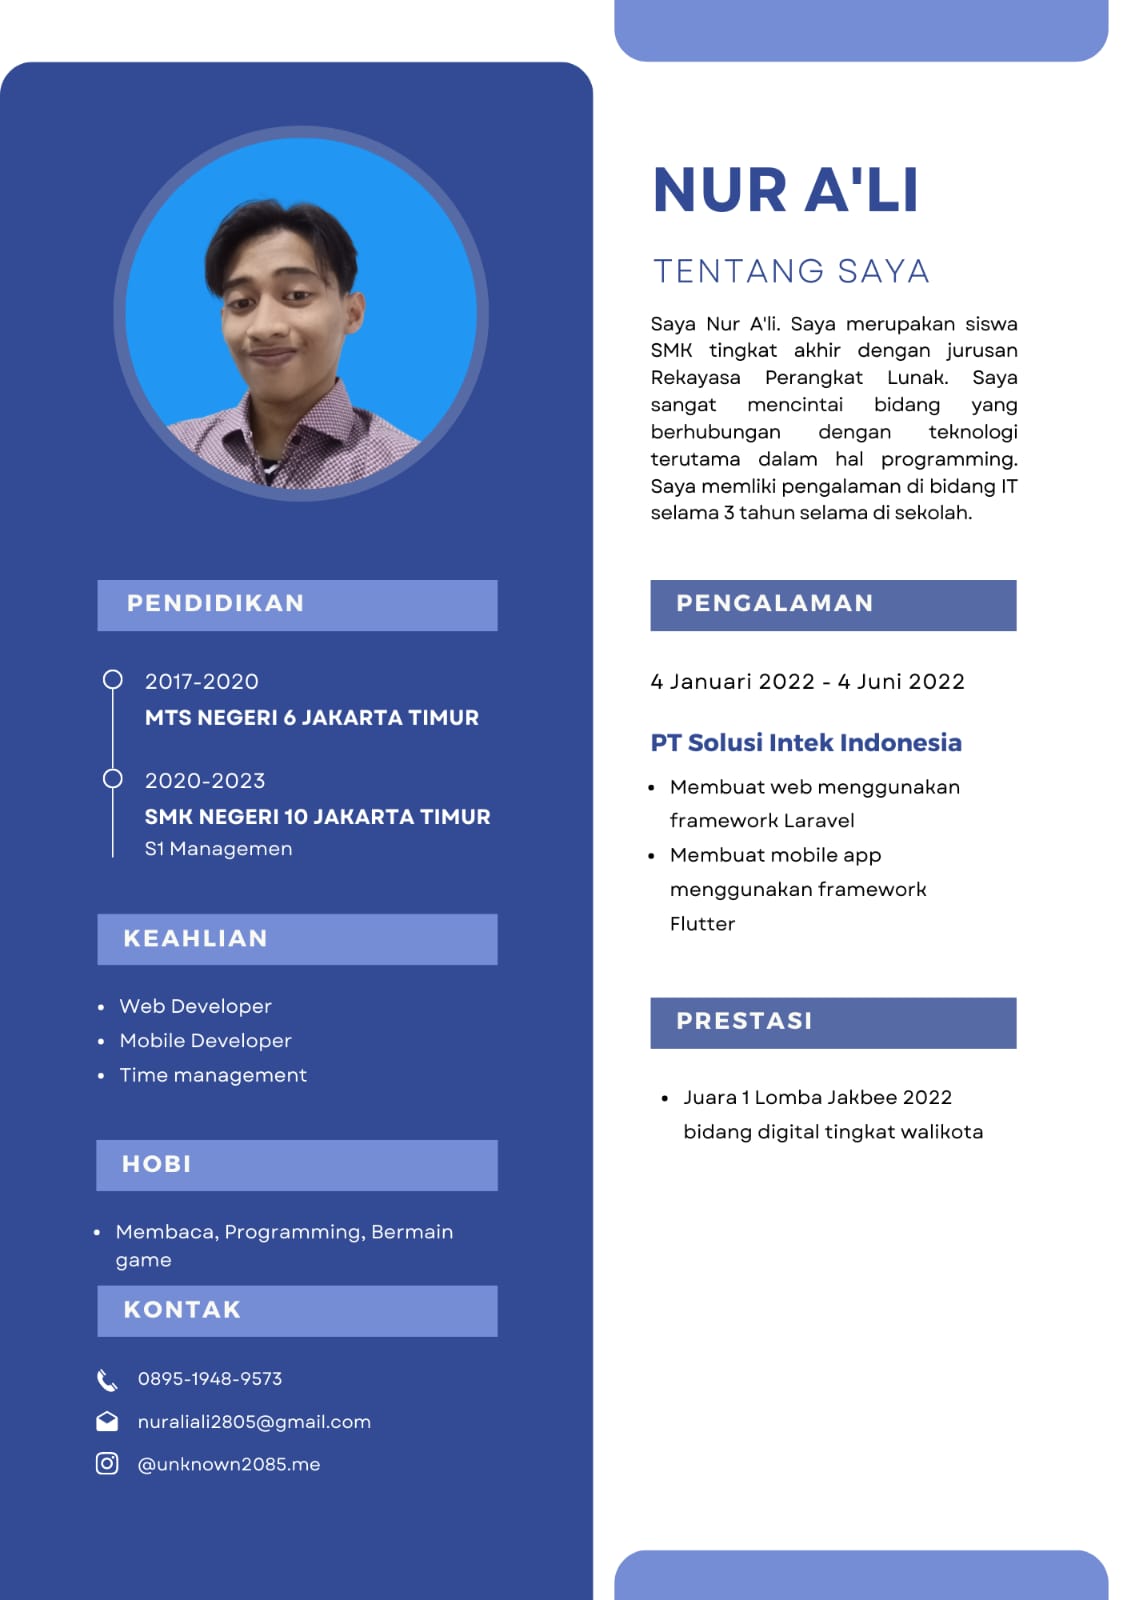 NUR A'LI
TENTANG SAYA
Saya Nur A'li. Saya merupakan siswa
SMK tingkat akhir dengan jurusan
Rekayasa Perangkat Lunak. Saya
sangat mencintai bidang yang
berhubungan dengan teknologi
terutama dalam hal programming.
Saya memliki pengalaman di bidang IT
selama 3 tahun selama di sekolah.
PENDIDIKAN
2017-2020
MTS NEGERI 6 JAKARTA TIMUR
2020-2023
SMK NEGERI 10 JAKARTA TIMUR
S1 Managemen
KEAHLIAN
• Web Developer
• Mobile Developer
• Time management
HOBI
• Membaca, Programming, Bermain
game
KONTAK
0895-1948-9573
nuraliali2805@gmail.com
@unknown2085.me
PENGALAMAN
4 Januari 2022 - 4 Juni 2022
PT Solusi Intek Indonesia
• Membuat web menggunakan
framework Laravel
• Membuat mobile app
menggunakan framework
Flutter
PRESTASI
• Juara 1 Lomba Jakbee 2022
bidang digital tingkat walikota